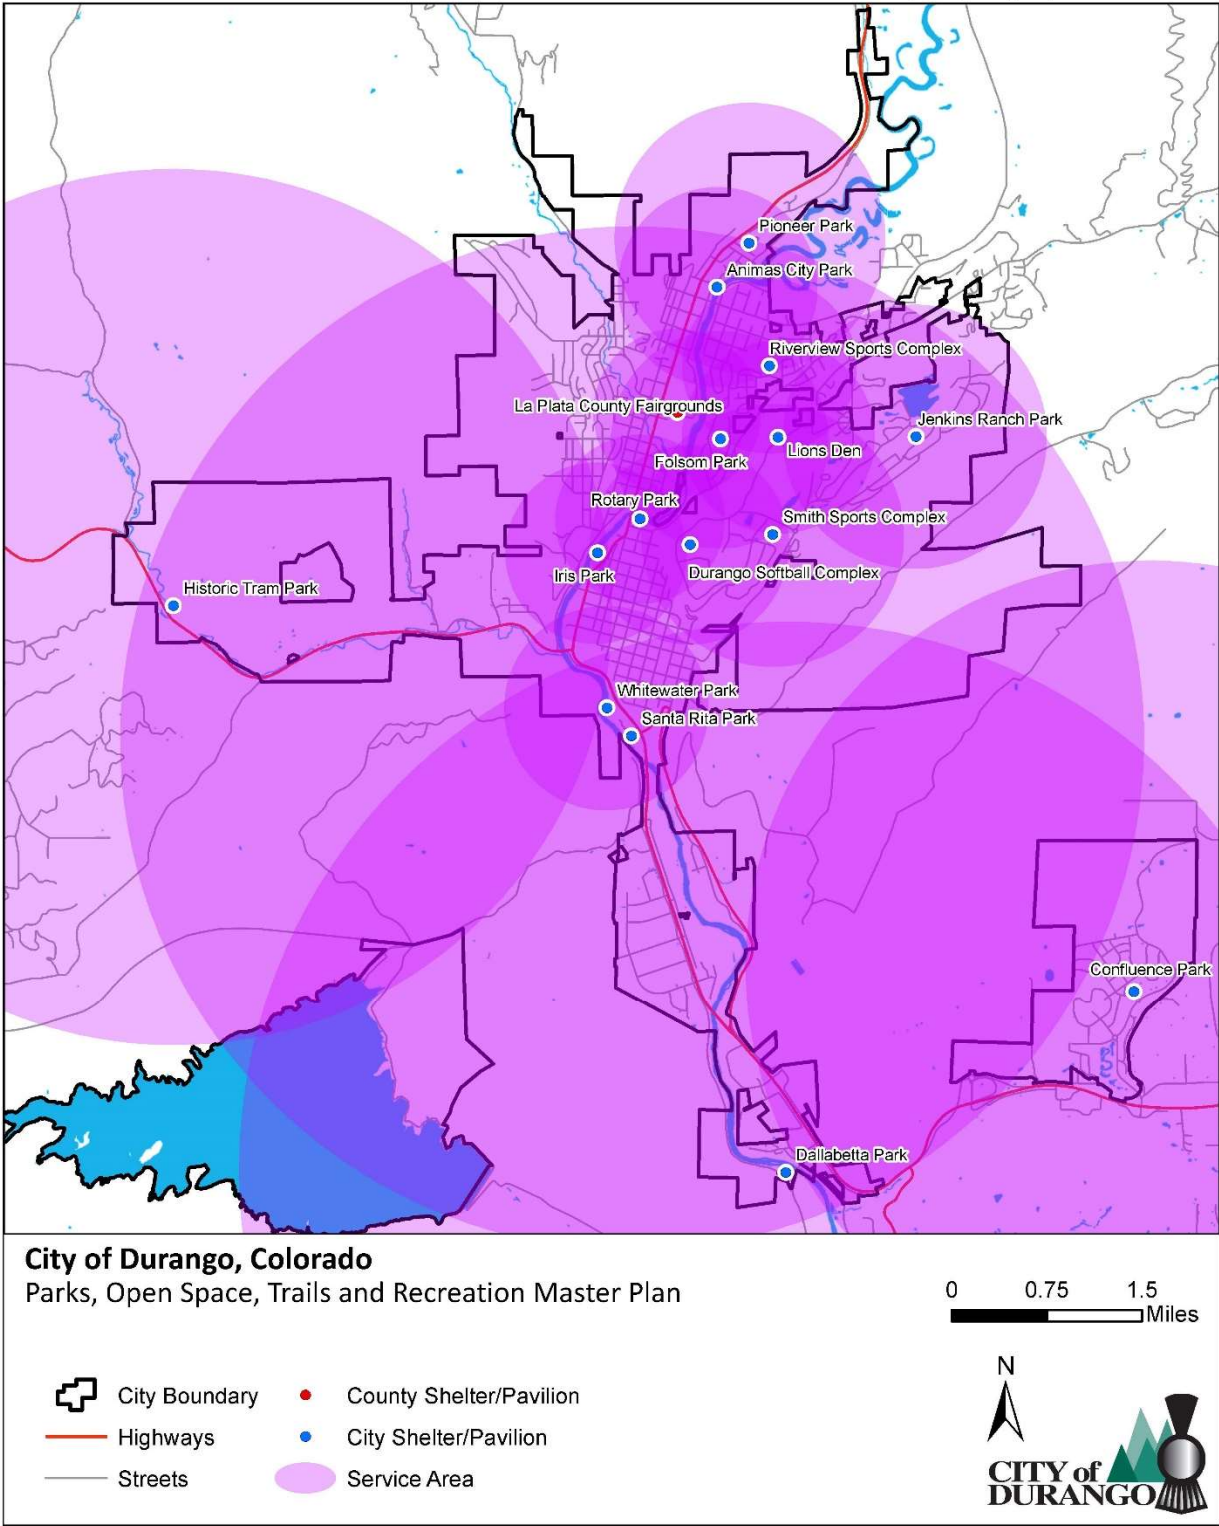 Pioneer Park
Animas City Park
Riverview Sports Complex
La Plata County Fairgrounds
Jenkins Ranch Park
Lions Den
Folsom Park
Rotary Park
Smith Sports Complex
Iris Park
Durango Softball Complex
Historic Tram Park
Whitewater Park
Santa Rita Park
Confluence Park
Dallabetta Park
City of Durango, Colorado
Parks, Open Space, Trails and Recreation Master Plan
0 0.75 1.5
Miles
N
City Boundary
County Shelter/Pavilion
Highways
City Shelter/Pavilion
Streets
Service Area
CITY of
DURANGO